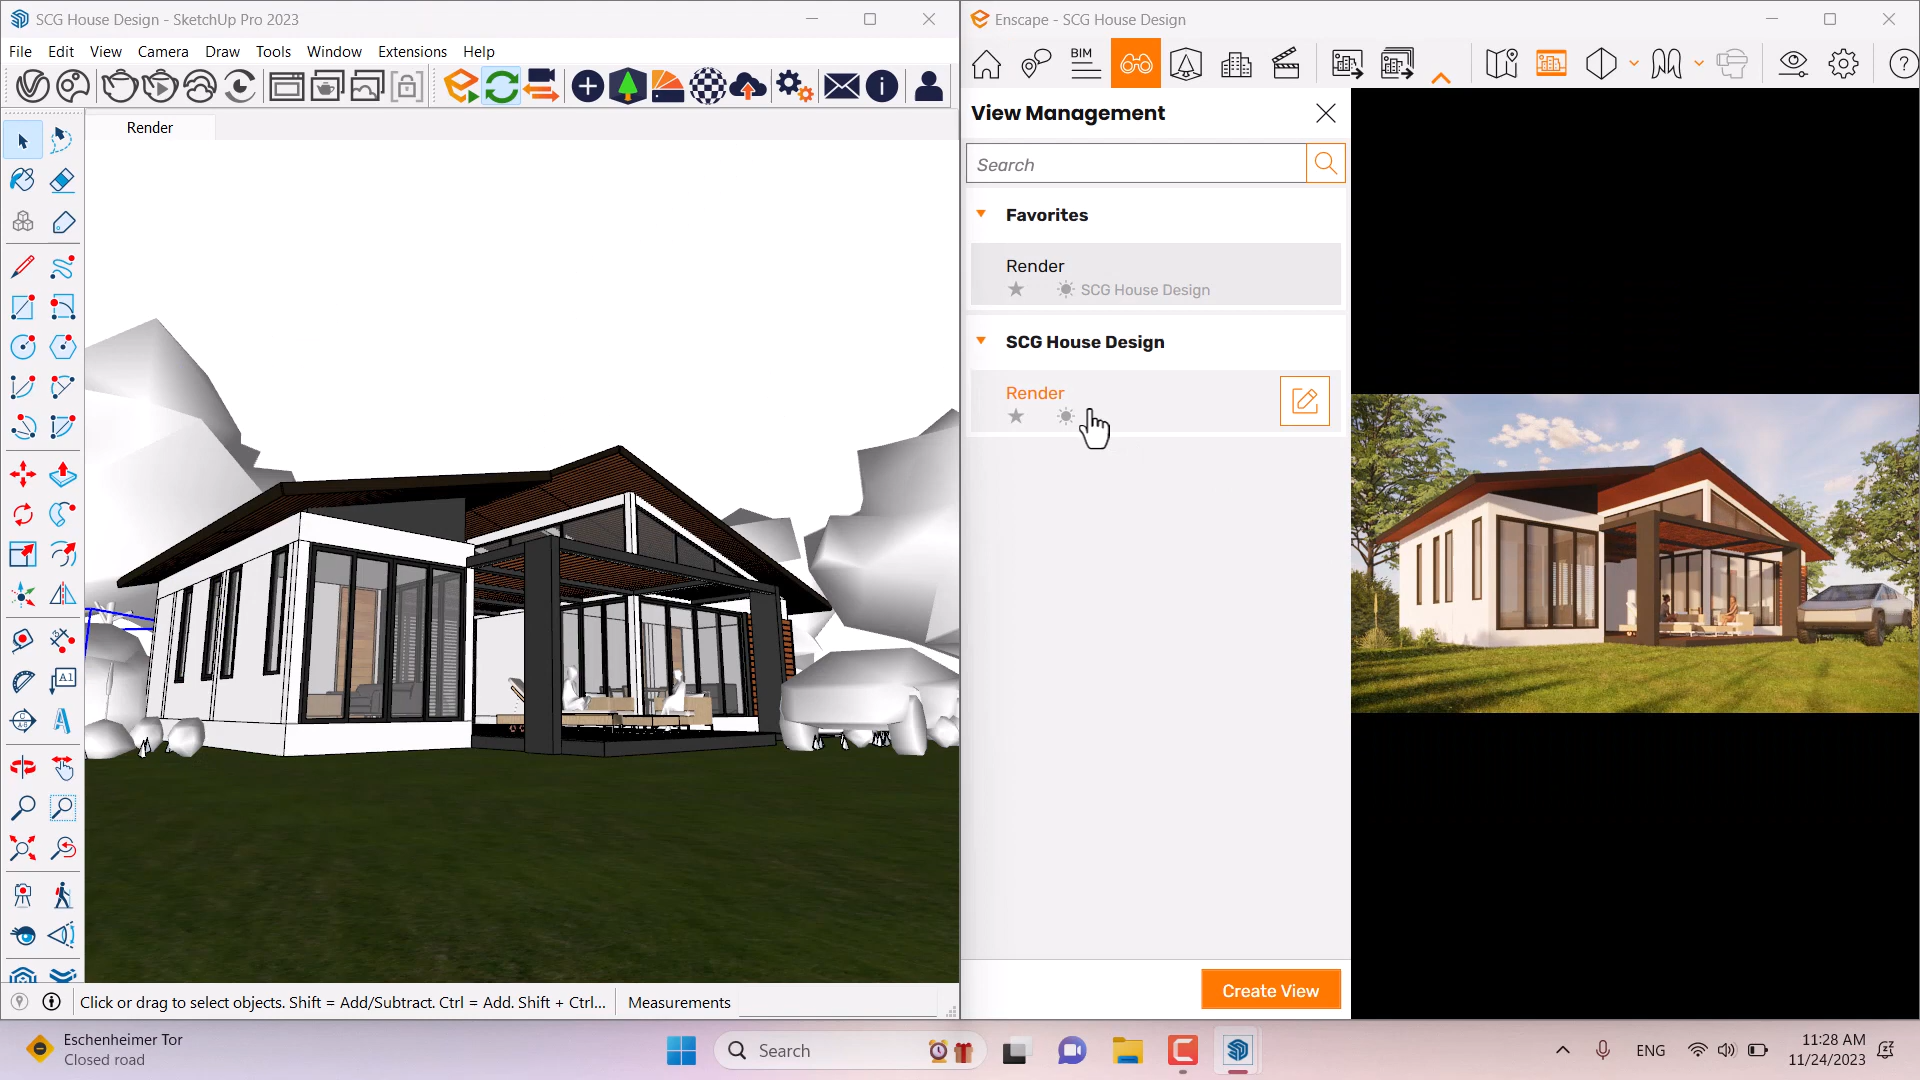 SCG House Design - SketchUp Pro 2023
File Edit View Camera Draw Tools Window Extensions Help
Render
Click or drag to select objects. Shift = Add/Subtract. Ctrl = Add. Shift + Ctrl...
Measurements
Enscape - SCG House Design
BIM
View Management
Search
Favorites
Render
SCG House Design
SCG House Design
Render
Create View
Eschenheimer Tor
Closed road
Search
ENG
11:28 AM
11/24/2023